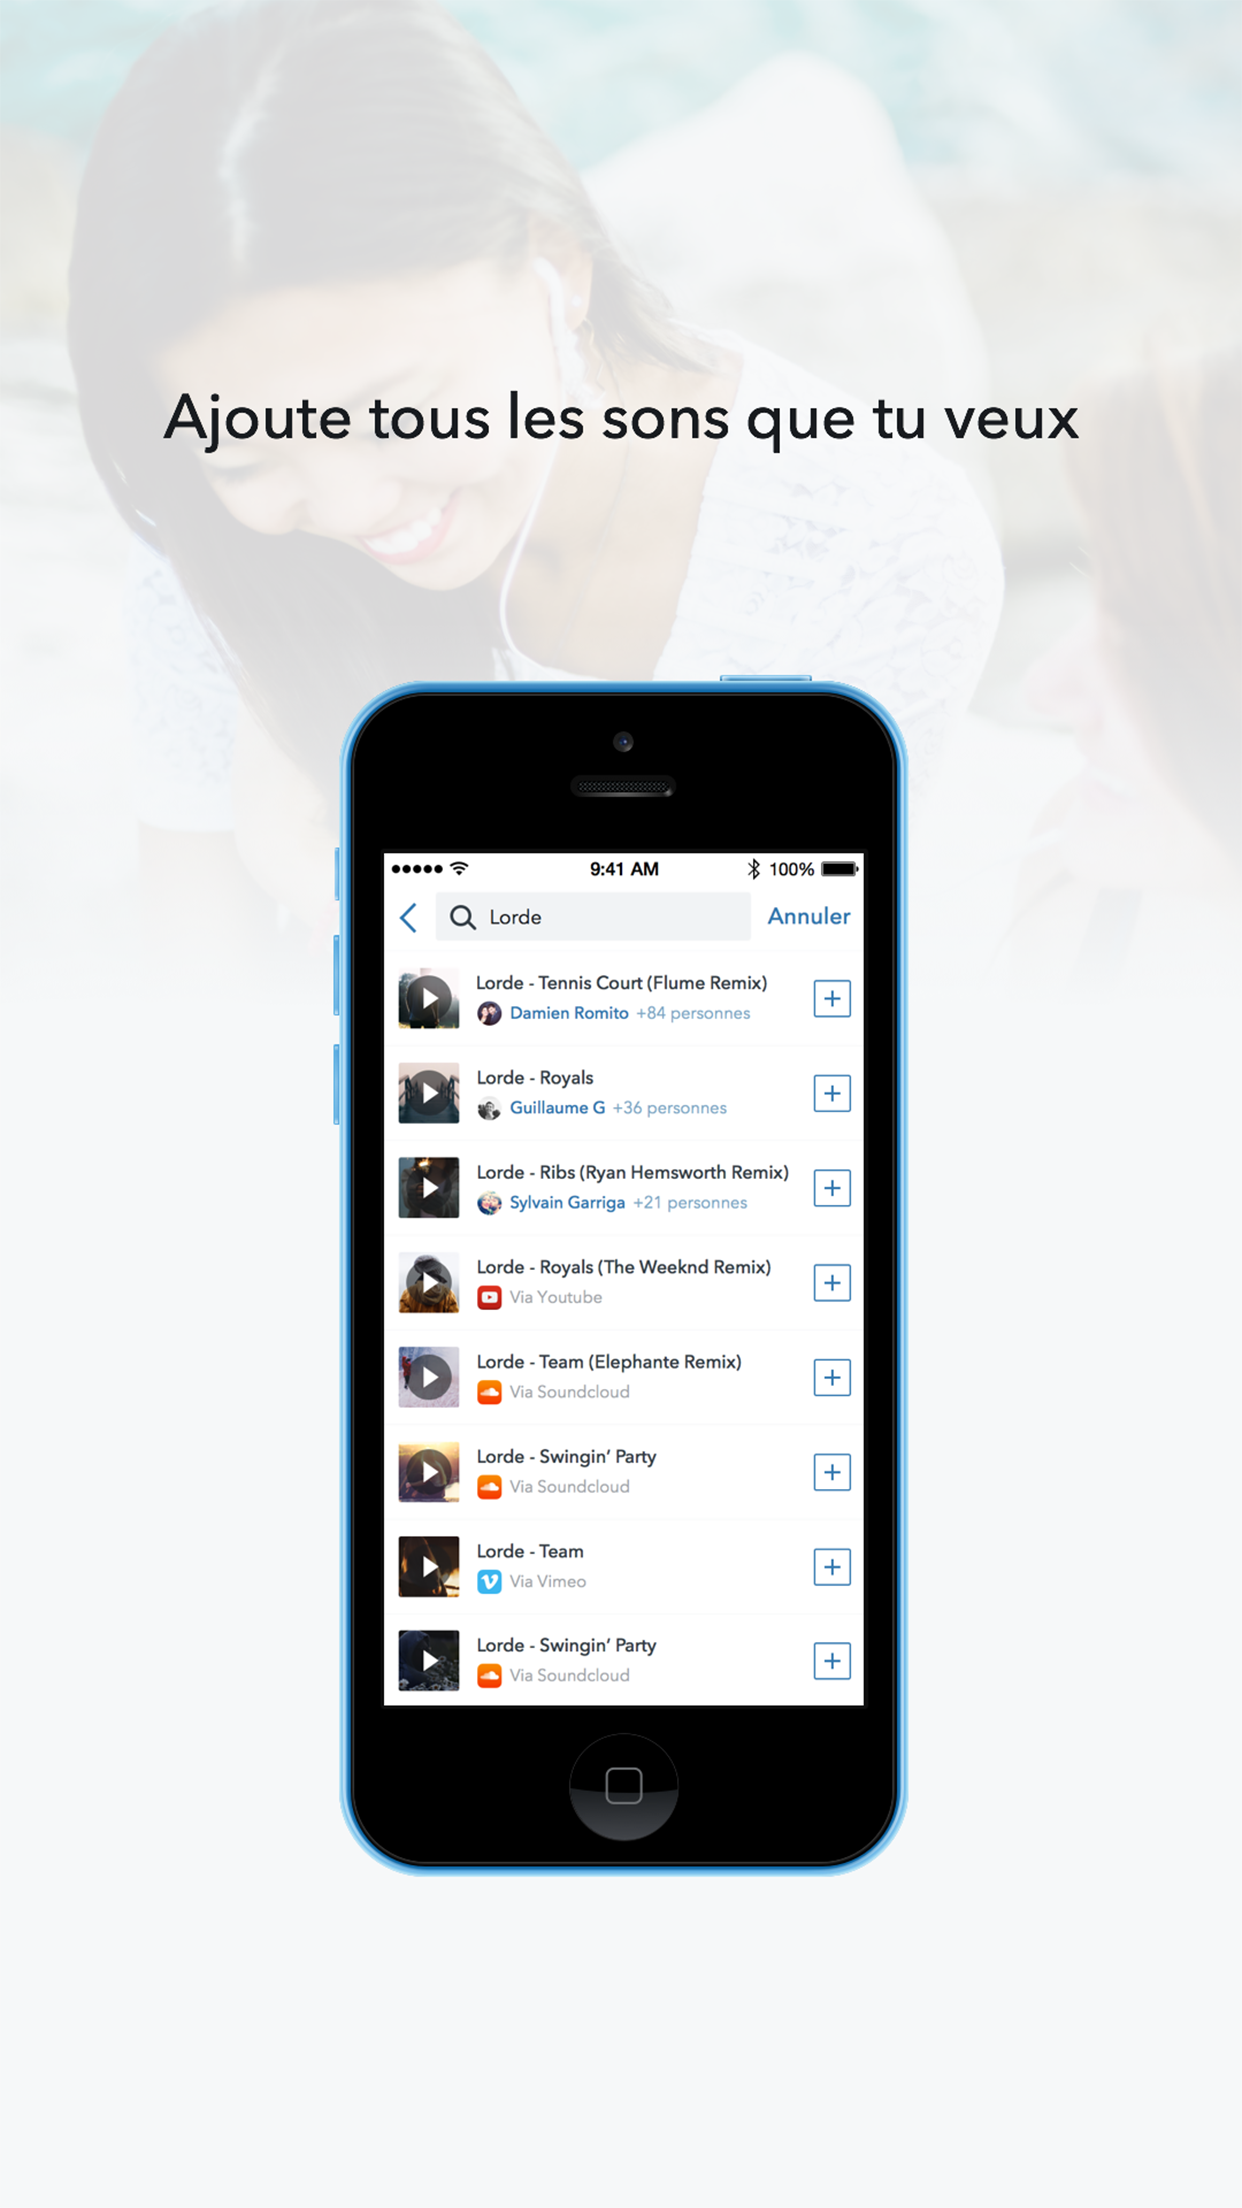 Ajoute tous les sons que tu veux
9:41 AM 100%
Lorde Annuler
Lorde - Tennis Court (Flume Remix)
Damien Romito +84 personnes
Lorde - Royals
Guillaume G +36 personnes
Lorde - Ribs (Ryan Hemsworth Remix)
Sylvain Garriga +21 personnes
Lorde - Royals (The Weeknd Remix)
Via Youtube
Lorde - Team (Elephante Remix)
Via Soundcloud
Lorde - Swingin’ Party
Via Soundcloud
Lorde - Team
Via Vimeo
Lorde - Swingin’ Party
Via Soundcloud